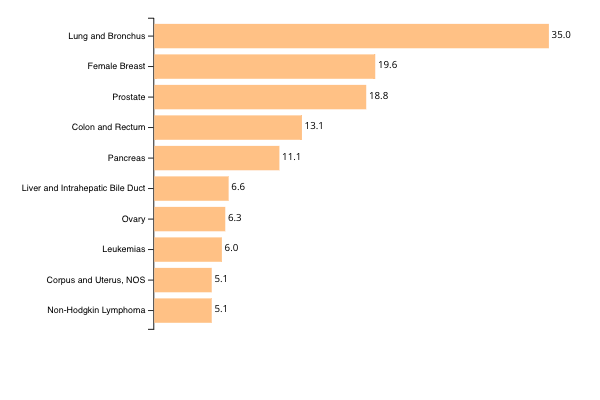 Lung and Bronchus 35.0
Female Breast 19.6
Prostate 18.8
Colon and Rectum 13.1
Pancreas 11.1
Liver and Intrahepatic Bile Duct 6.6
Ovary 6.3
Leukemias 6.0
Corpus and Uterus, NOS 5.1
Non-Hodgkin Lymphoma 5.1